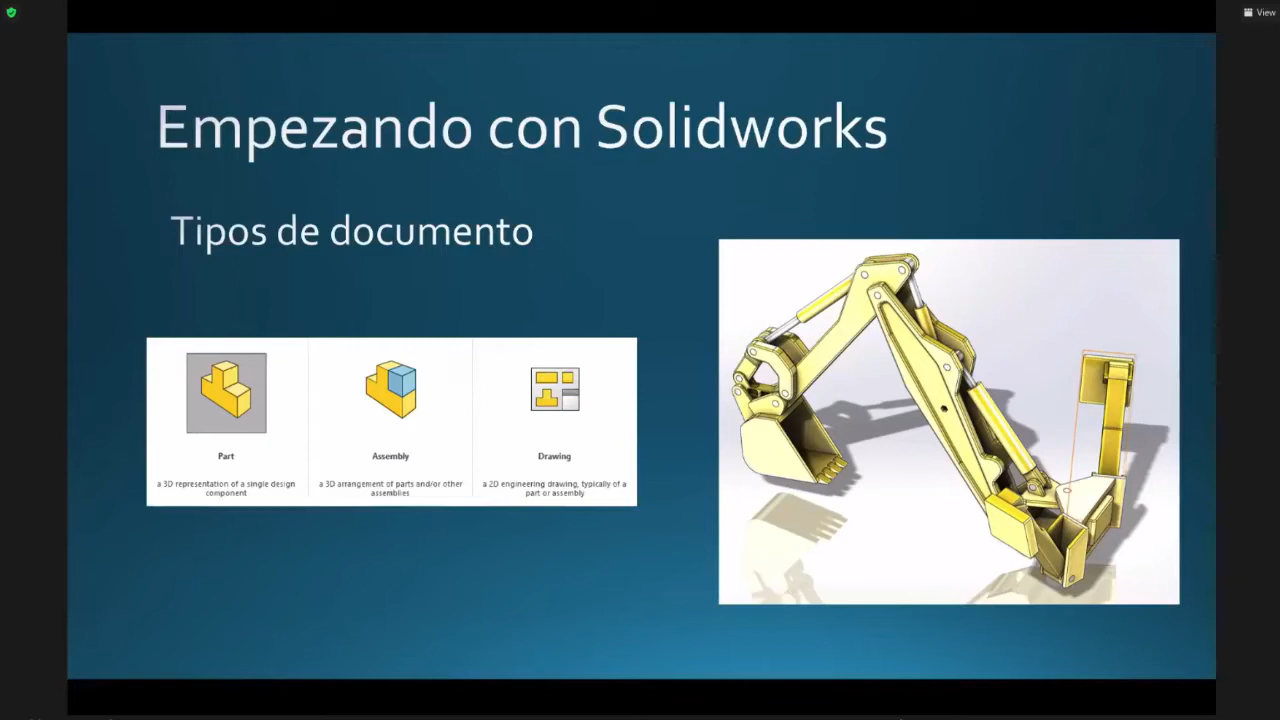 View
Empezando con Solidworks
Tipos de documento
Part
a 3D representation of a single design
component
Assembly
a 3D arrangement of parts and/or other
assemblies
Drawing
a 2D engineering drawing, typically of a
part or assembly